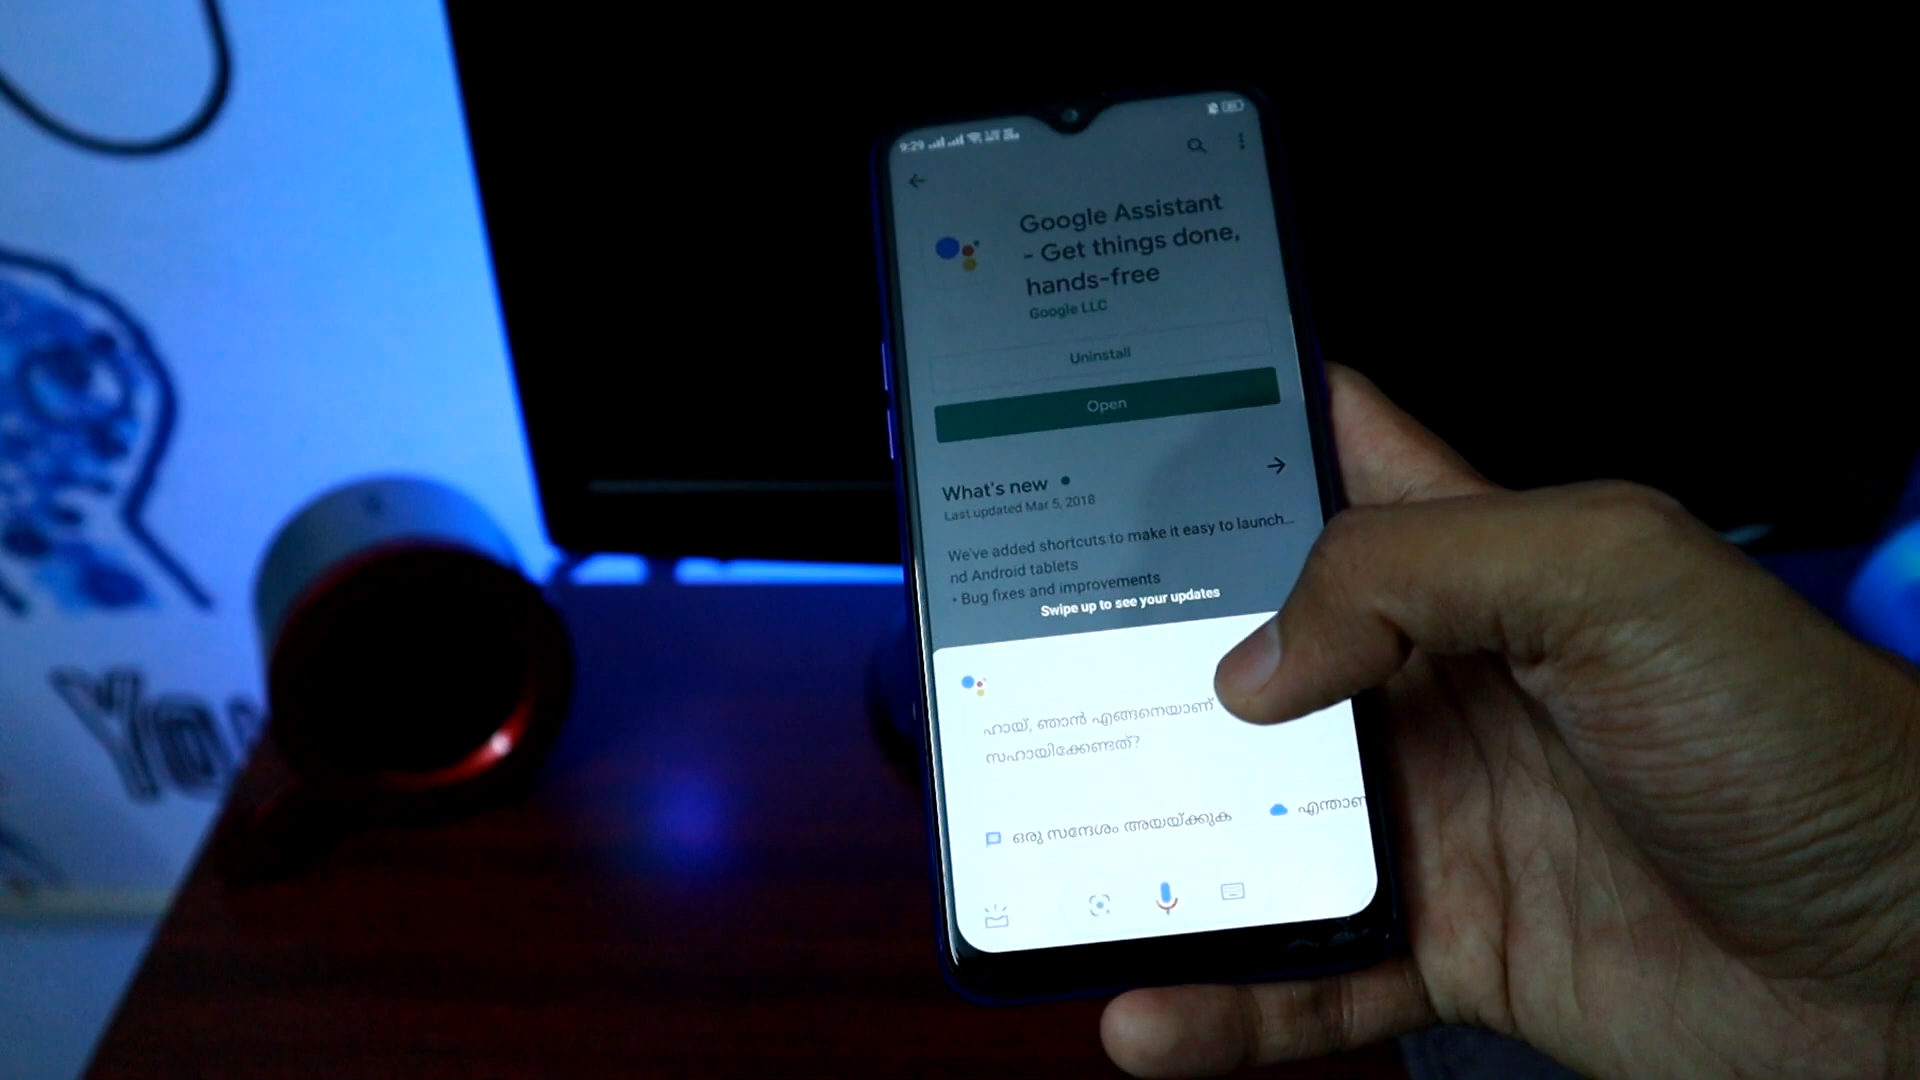 9:29
Google Assistant
- Get things done,
hands-free
Google LLC
Uninstall
Open
What's new
Last updated Mar 5, 2018
We've added shortcuts to make it easy to launch...
nd Android tablets
• Bug fixes and improvements
Swipe up to see your updates
ഹായ്, ഞാൻ എങ്ങനെയാണ്
സഹായിക്കേണ്ടത്?
ഒരു സന്ദേശം അയയ്ക്കുക
എന്താണ
You